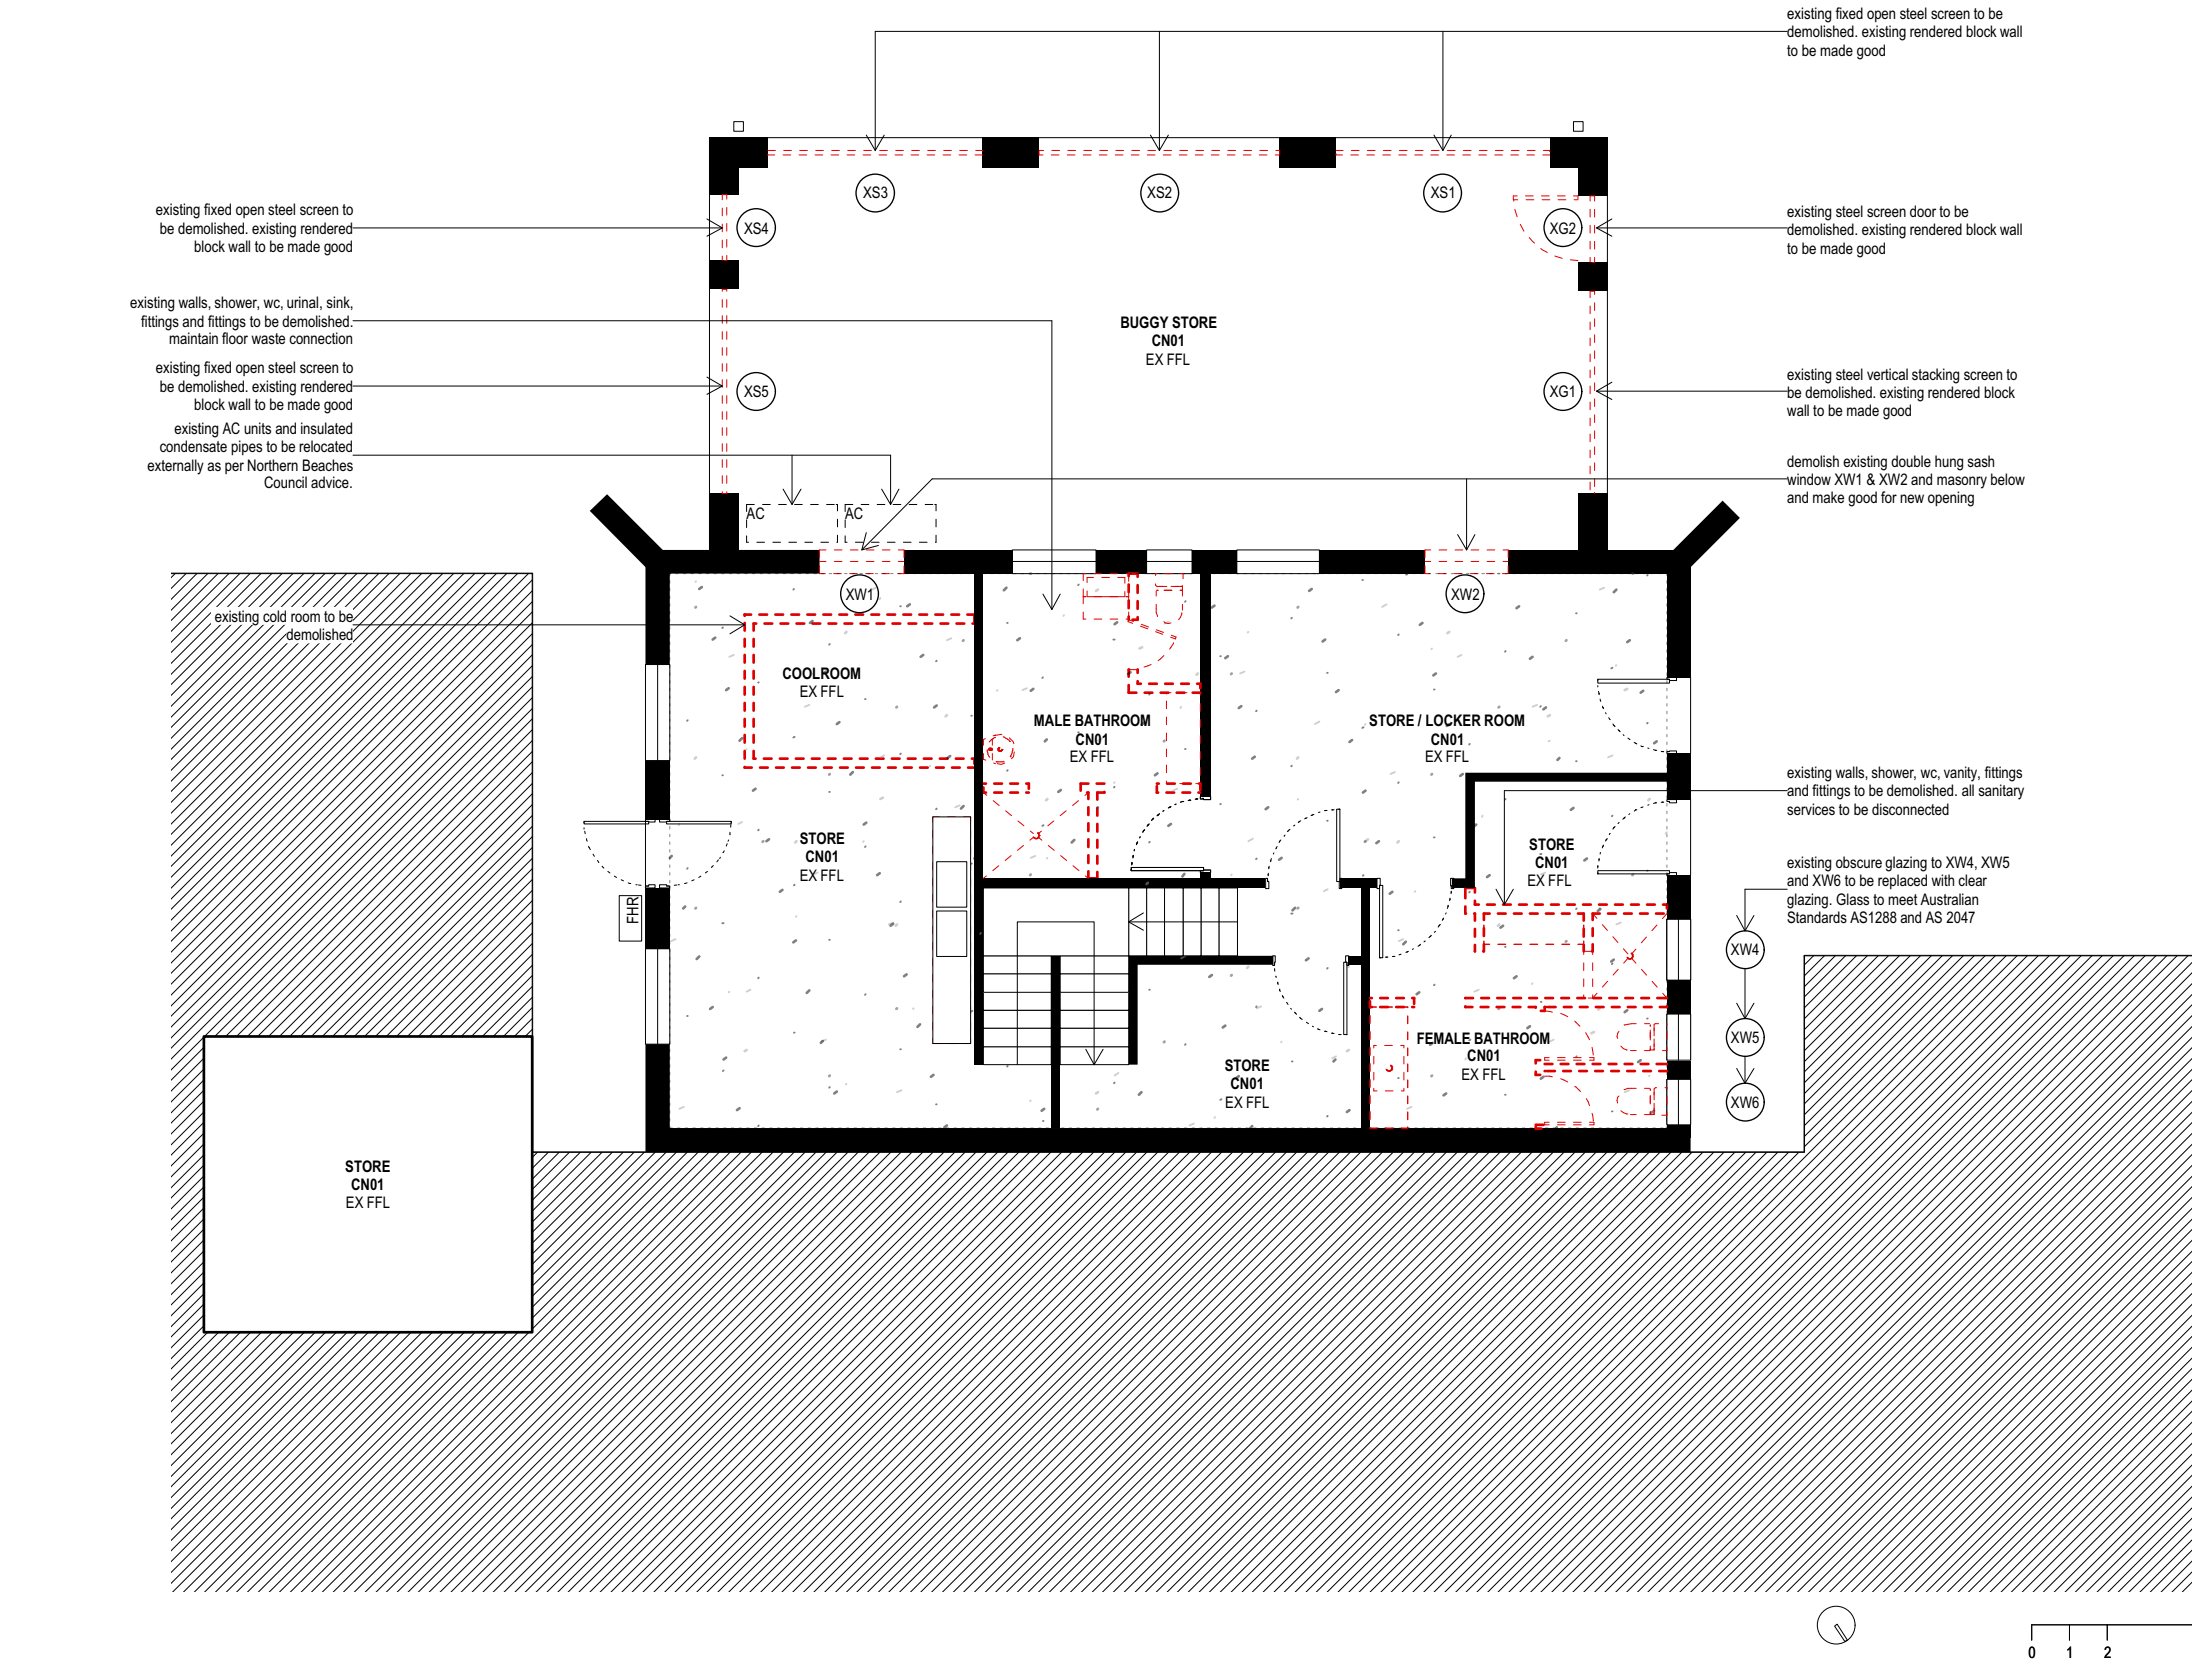 existing fixed open steel screen to be
demolished. existing rendered block wall
to be made good
XS3
XS2
XS1
existing fixed open steel screen to
be demolished. existing rendered
block wall to be made good
XS4
XG2
existing steel screen door to be
demolished. existing rendered block wall
to be made good
existing walls, shower, wc, urinal, sink,
fittings and fittings to be demolished.
maintain floor waste connection
BUGGY STORE
CN01
EX FFL
existing fixed open steel screen to
be demolished. existing rendered
block wall to be made good
XS5
XG1
existing steel vertical stacking screen to
be demolished. existing rendered block
wall to be made good
existing AC units and insulated
condensate pipes to be relocated
externally as per Northern Beaches
Council advice.
demolish existing double hung sash
window XW1 & XW2 and masonry below
and make good for new opening
AC
AC
XW1
XW2
existing cold room to be
demolished
COOLROOM
EX FFL
MALE BATHROOM
CN01
EX FFL
STORE / LOCKER ROOM
CN01
EX FFL
existing walls, shower, wc, vanity, fittings
and fittings to be demolished. all sanitary
services to be disconnected
STORE
CN01
EX FFL
STORE
CN01
EX FFL
existing obscure glazing to XW4, XW5
and XW6 to be replaced with clear
glazing. Glass to meet Australian
Standards AS1288 and AS 2047
FHR
XW4
XW5
XW6
FEMALE BATHROOM
CN01
EX FFL
STORE
CN01
EX FFL
STORE
CN01
EX FFL
0 1 2